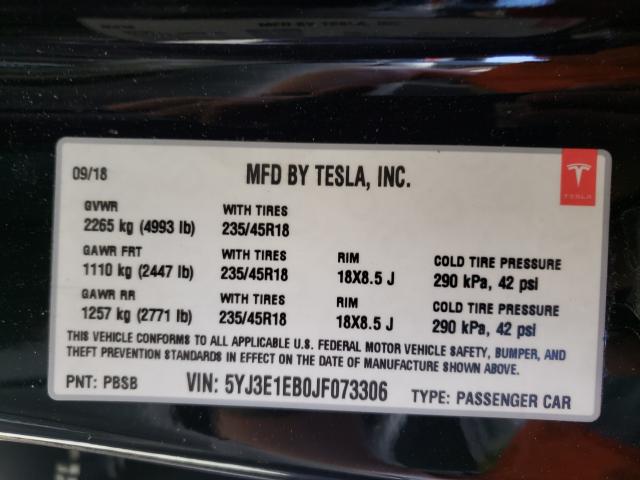 09/18 MFD BY TESLA, INC. TESLA
GVWR WITH TIRES
2265 kg (4993 lb) 235/45R18
GAWR FRT WITH TIRES RIM COLD TIRE PRESSURE
1110 kg (2447 lb) 235/45R18 18X8.5 J 290 kPa, 42 psi
GAWR RR WITH TIRES RIM COLD TIRE PRESSURE
1257 kg (2771 lb) 235/45R18 18X8.5 J 290 kPa, 42 psi
THIS VEHICLE CONFORMS TO ALL APPLICABLE U.S. FEDERAL MOTOR VEHICLE SAFETY, BUMPER, AND
THEFT PREVENTION STANDARDS IN EFFECT ON THE DATE OF MANUFACTURE SHOWN ABOVE.
PNT: PBSB VIN: 5YJ3E1EB0JF073306 TYPE: PASSENGER CAR